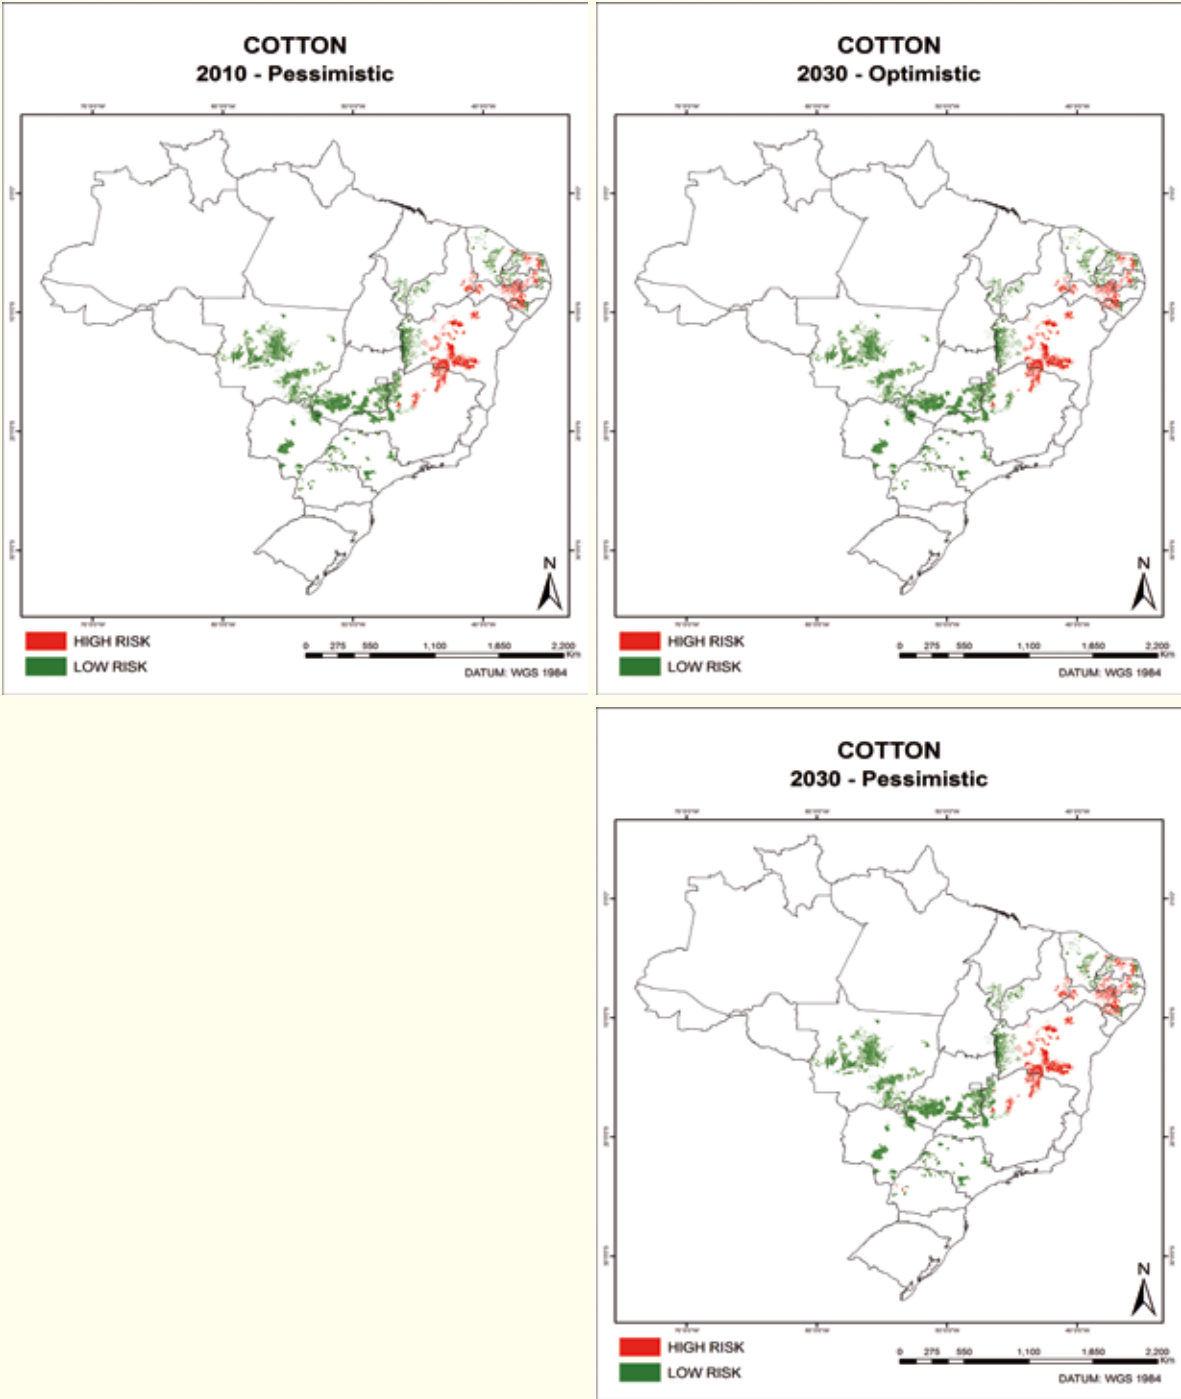 COTTON
2010 - Pessimistic
N
HIGH RISK
LOW RISK
0 275 550 1,100 1,650 2,200
Km
DATUM: WGS 1984
COTTON
2030 - Optimistic
N
HIGH RISK
LOW RISK
0 275 550 1,100 1,650 2,200
Km
DATUM: WGS 1984
COTTON
2030 - Pessimistic
N
HIGH RISK
LOW RISK
0 275 550 1,100 1,650 2,200
Km
DATUM: WGS 1984